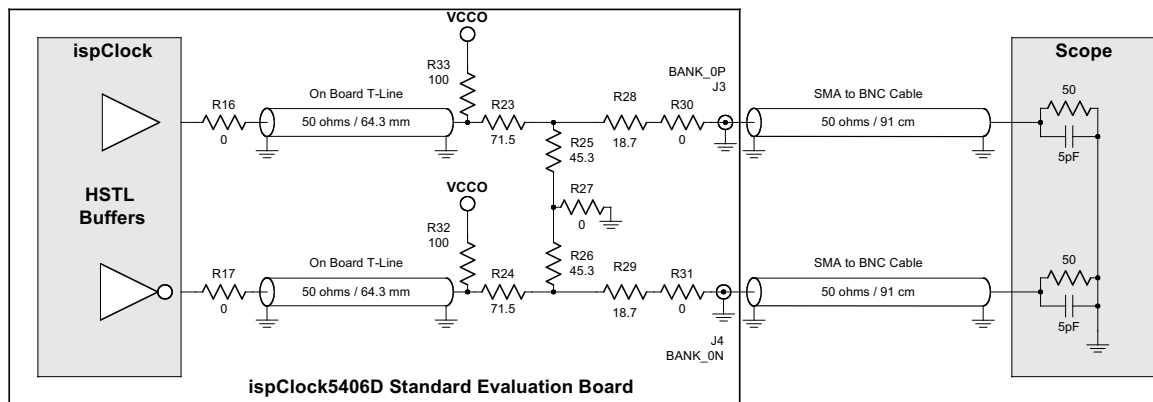 ispClock
HSTL
Buffers
R16
0
On Board T-Line
50 ohms / 64.3 mm
VCCO
R33
100
R23
71.5
R25
45.3
R27
0
R28
18.7
R30
0
BANK_0P
J3
SMA to BNC Cable
50 ohms / 91 cm
Scope
50
5pF
R17
0
On Board T-Line
50 ohms / 64.3 mm
VCCO
R32
100
R24
71.5
R26
45.3
R29
18.7
R31
0
J4
BANK_0N
SMA to BNC Cable
50 ohms / 91 cm
50
5pF
ispClock5406D Standard Evaluation Board